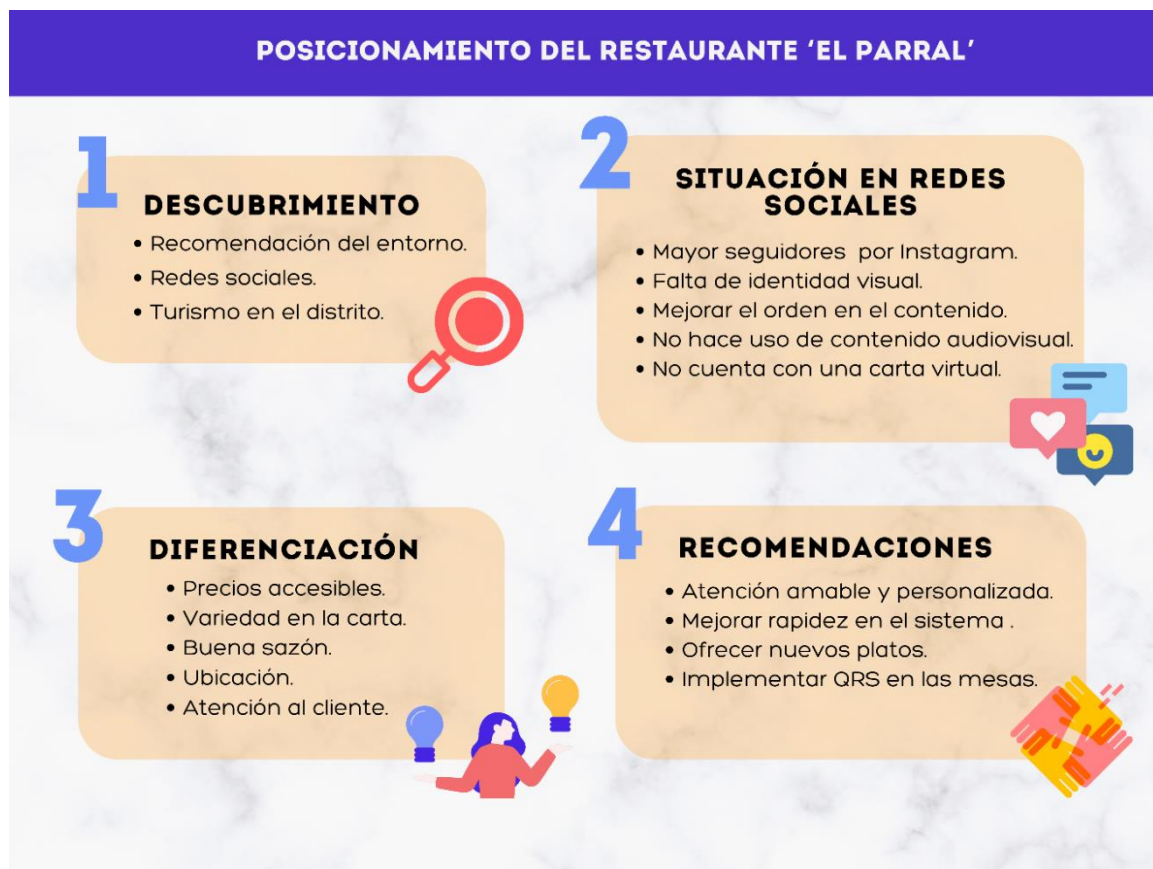 POSICIONAMIENTO DEL RESTAURANTE ‘EL PARRAL’
1
DESCUBRIMIENTO
• Recomendación del entorno.
• Redes sociales.
• Turismo en el distrito.
2
SITUACIÓN EN REDES
SOCIALES
• Mayor seguidores por Instagram.
• Falta de identidad visual.
• Mejorar el orden en el contenido.
• No hace uso de contenido audiovisual.
• No cuenta con una carta virtual.
3
DIFERENCIACIÓN
• Precios accesibles.
• Variedad en la carta.
• Buena sazón.
• Ubicación.
• Atención al cliente.
4
RECOMENDACIONES
• Atención amable y personalizada.
• Mejorar rapidez en el sistema .
• Ofrecer nuevos platos.
• Implementar QRS en las mesas.